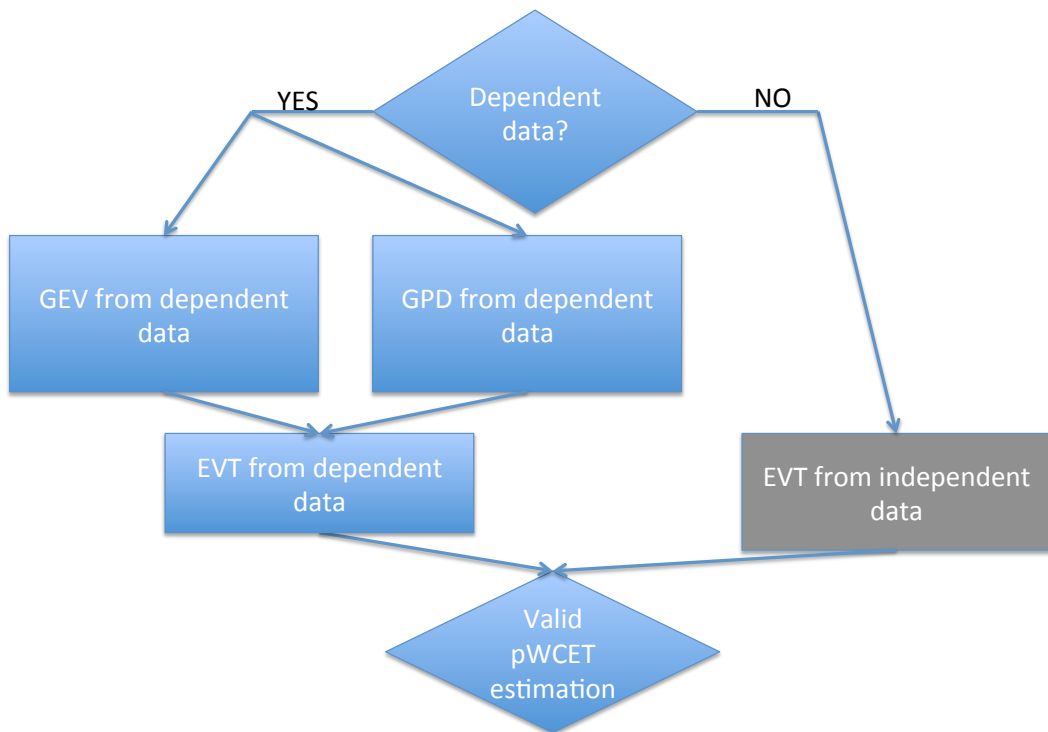 Dependent
data?
YES
NO
GEV from dependent
data
GPD from dependent
data
EVT from dependent
data
EVT from independent
data
Valid
pWCET
estimation